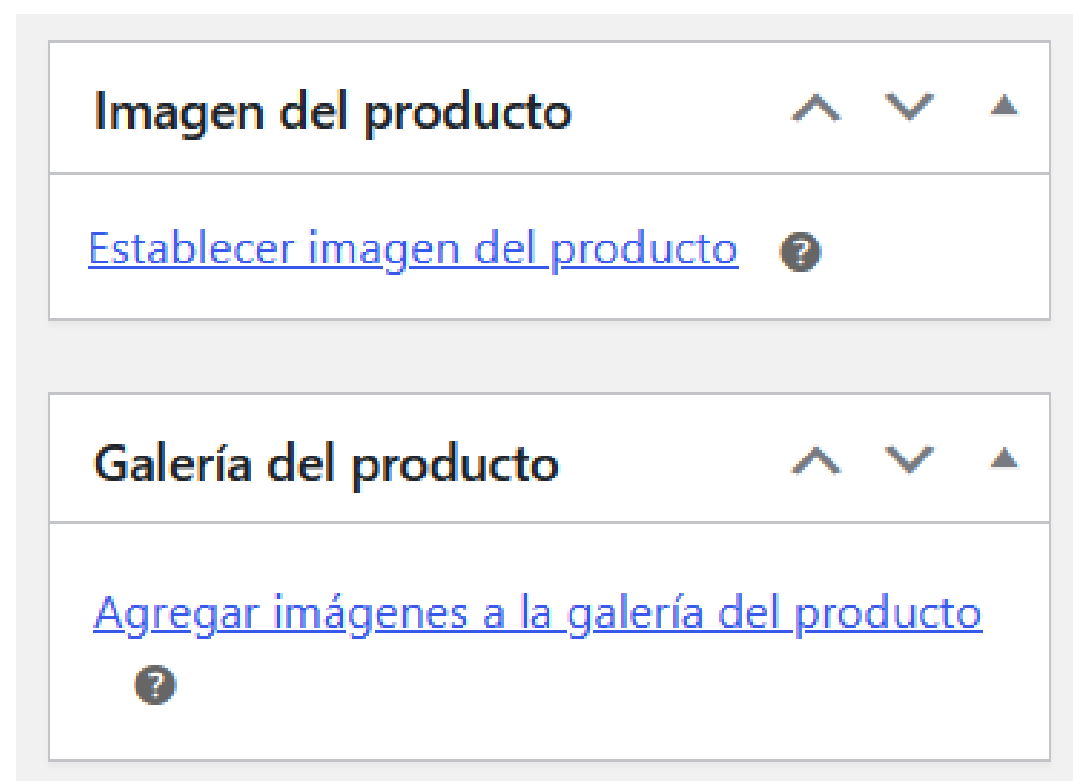 Imagen del producto
Establecer imagen del producto
Galería del producto
Agregar imágenes a la galería del producto